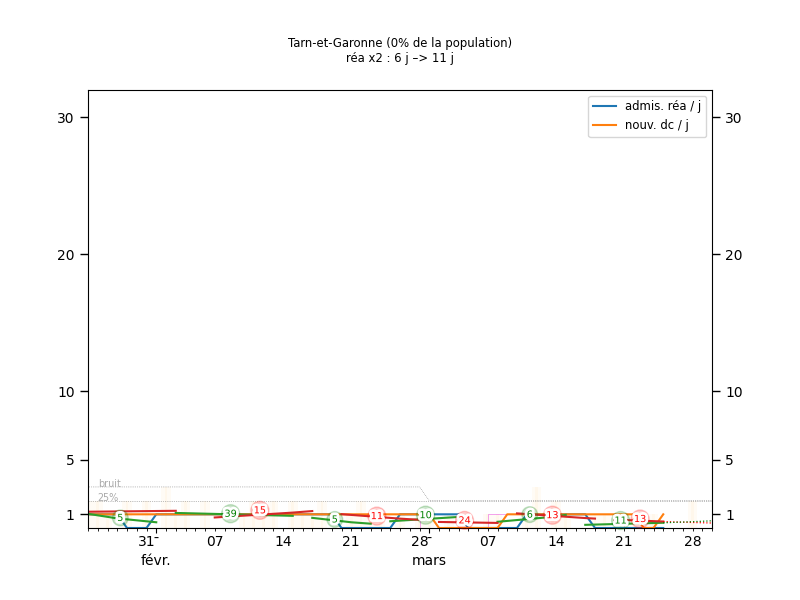 Tarn-et-Garonne (0% de la population)
réa x2 : 6 j –> 11 j
admis. réa / j
nouv. dc / j
30 30
20 20
10 10
5 5
bruit
25%
1 1
5 39 15 5 11 10 24 6 13 11 13
31 07 14 21 28 07 14 21 28
févr. mars